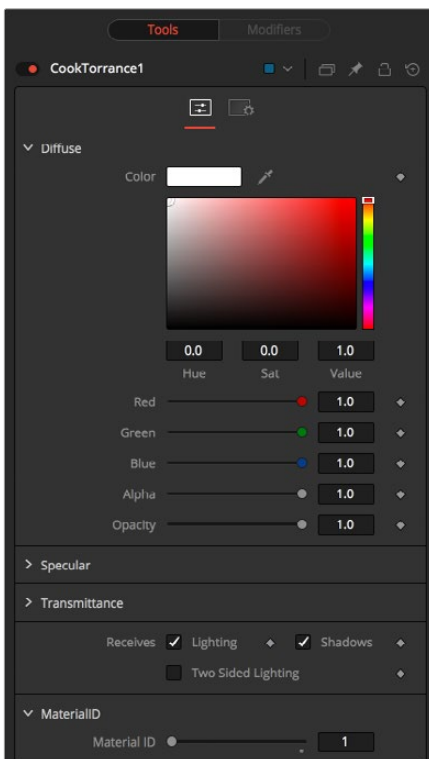 Tools Modifiers
CookTorrance1
Diffuse
Color
0.0 0.0 1.0
Hue Sat Value
Red 1.0
Green 1.0
Blue 1.0
Alpha 1.0
Opacity 1.0
Specular
Transmittance
Receives Lighting Shadows
Two Sided Lighting
MaterialID
Material ID 1